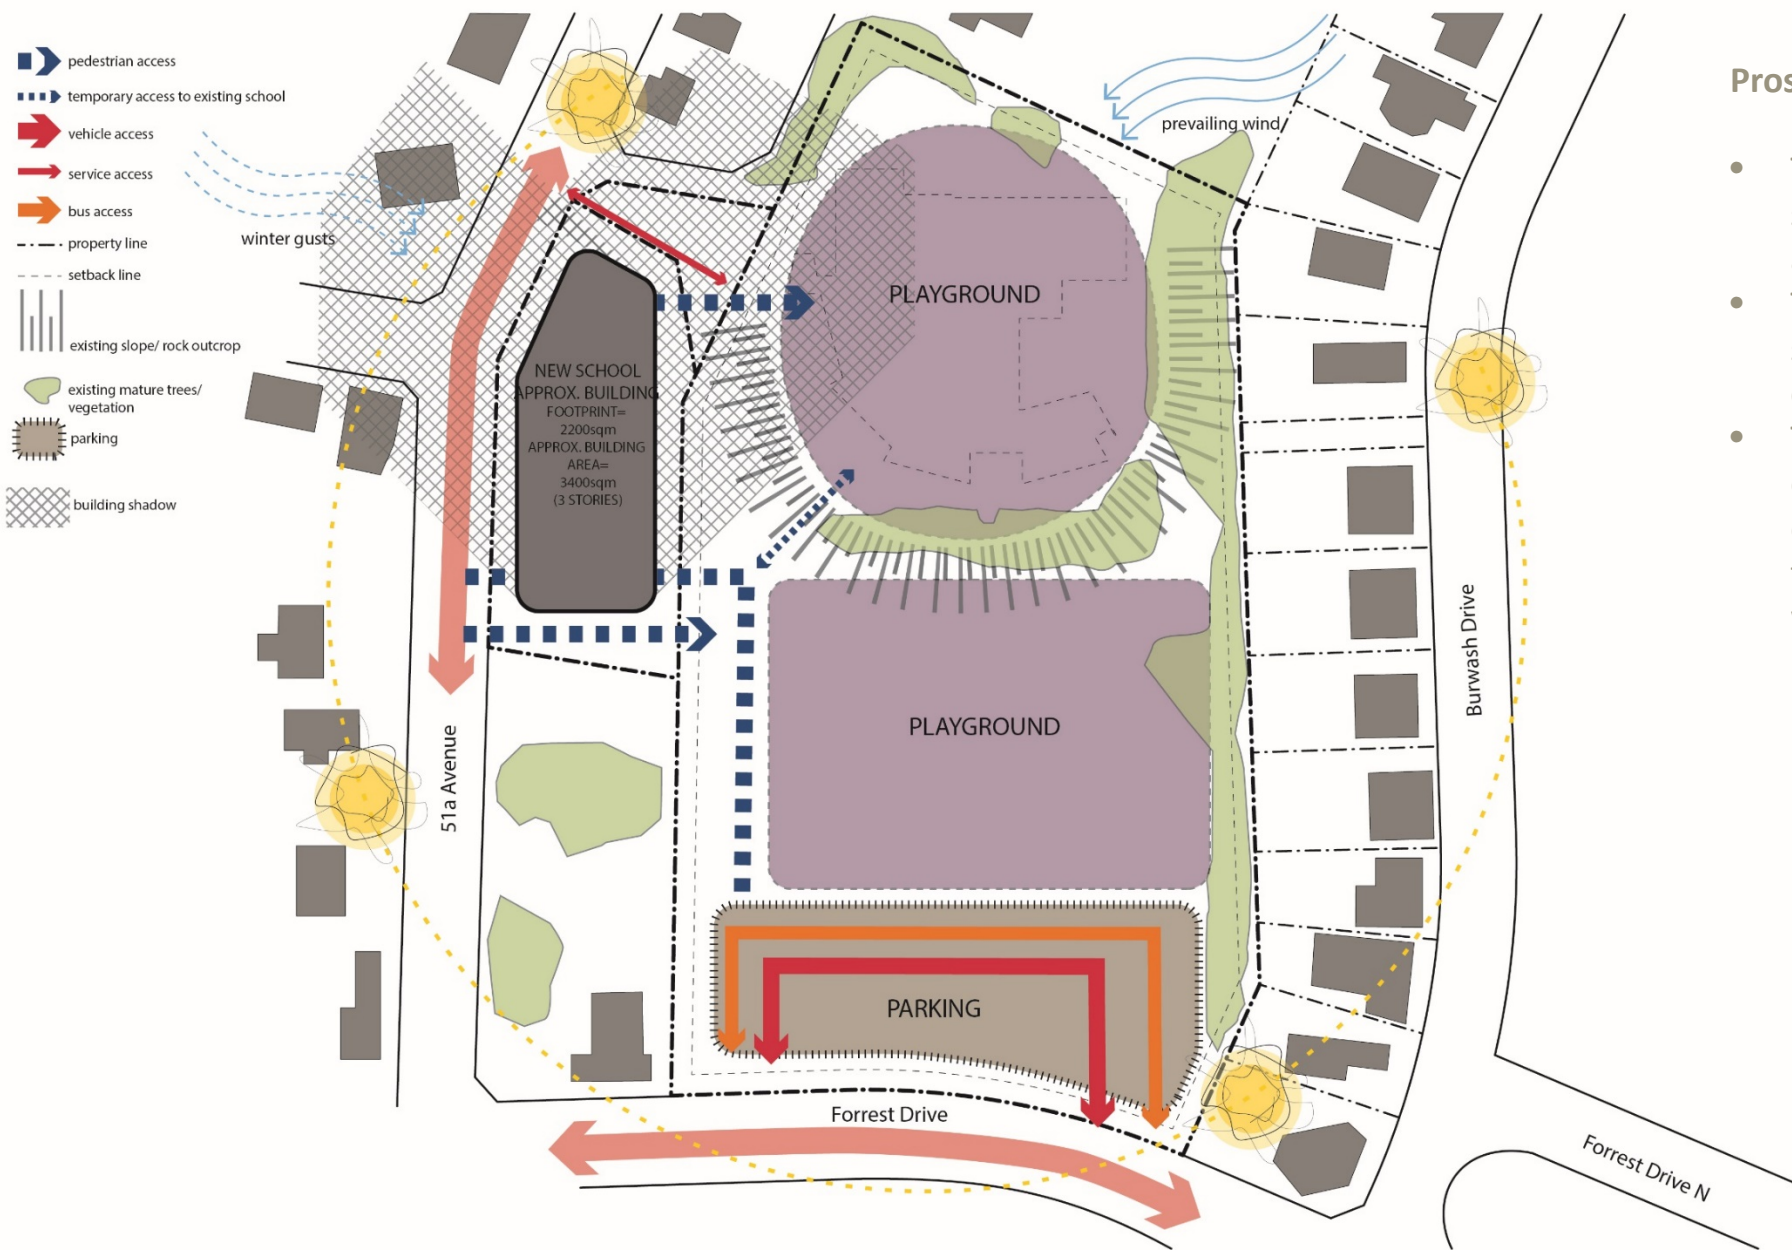 pedestrian access
temporary access to existing school
vehicle access
service access
bus access
property line
setback line
existing slope/ rock outcrop
existing mature trees/
vegetation
parking
building shadow
winter gusts
prevailing wind
PLAYGROUND
NEW SCHOOL
APPROX. BUILDING
FOOTPRINT=
2200sqm
APPROX. BUILDING
AREA=
3400sqm
(3 STORIES)
PLAYGROUND
51a Avenue
Burwash Drive
PARKING
Forrest Drive
Forrest Drive N
Pros